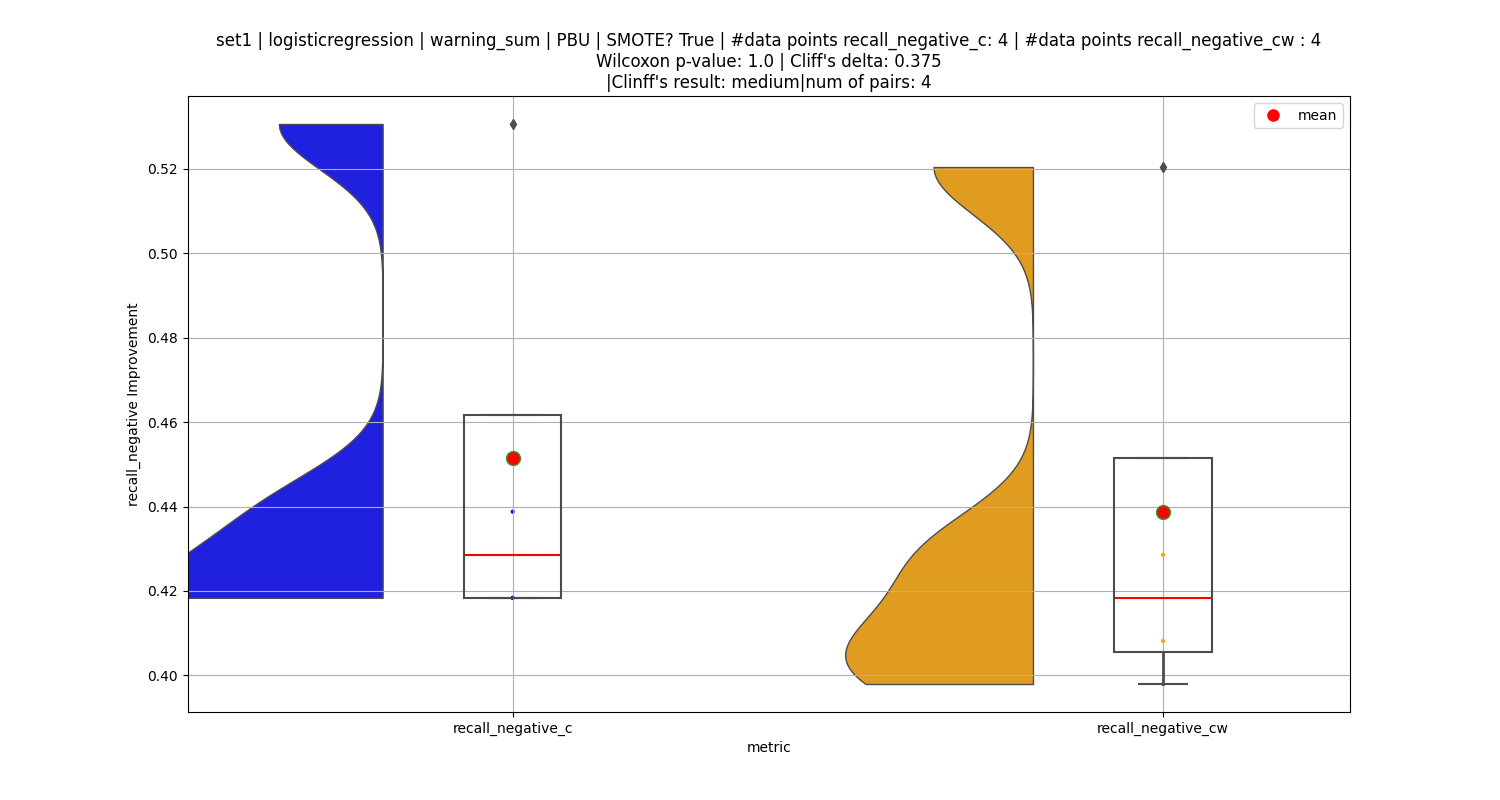 set1 | logisticregression | warning_sum | PBU | SMOTE? True | #data points recall_negative_c: 4 | #data points recall_negative_cw : 4
Wilcoxon p-value: 1.0 | Cliff's delta: 0.375
|Clinff's result: medium|num of pairs: 4
mean
0.52
0.50
0.48
0.46
0.44
0.42
0.40
recall_negative Improvement
recall_negative_c
recall_negative_cw
metric